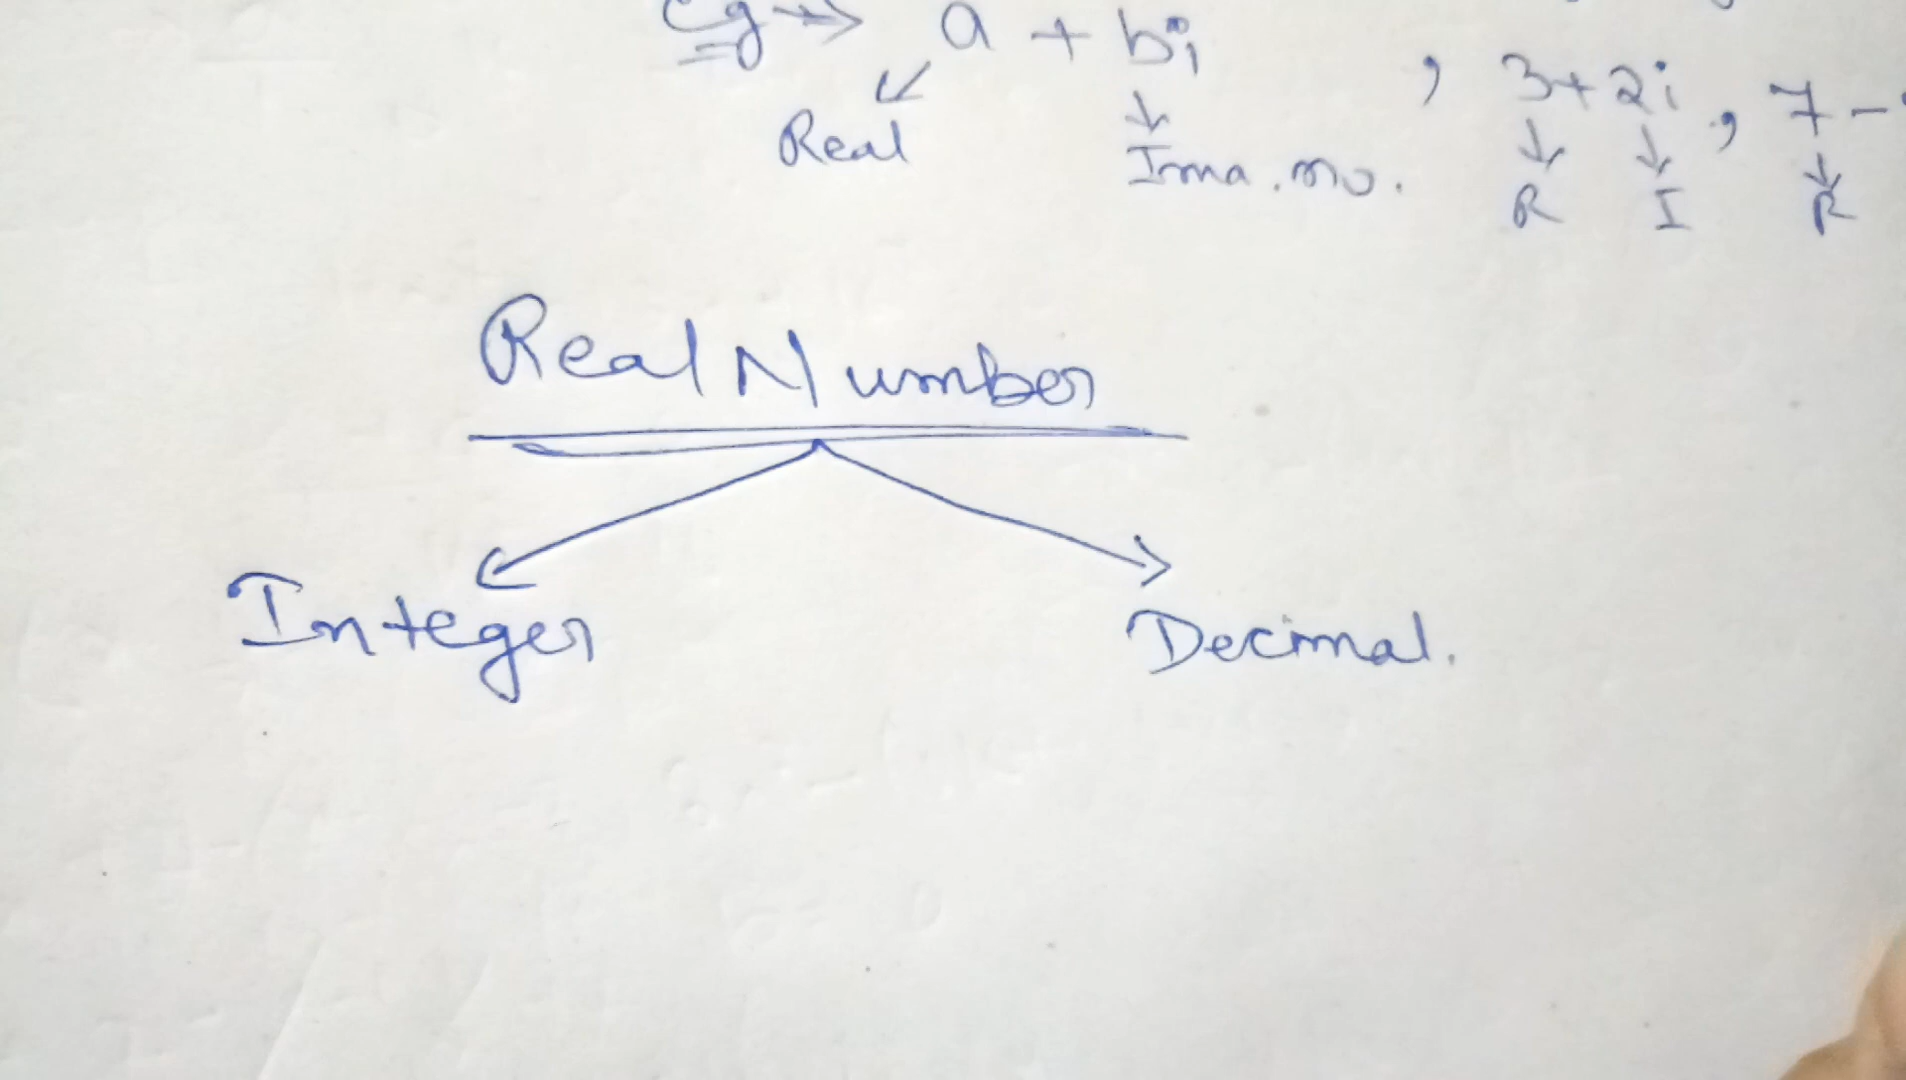 Eg → a + bi , 3+2i , 7 -
Real Ima. no. R I R
Real Number
Integer Decimal.